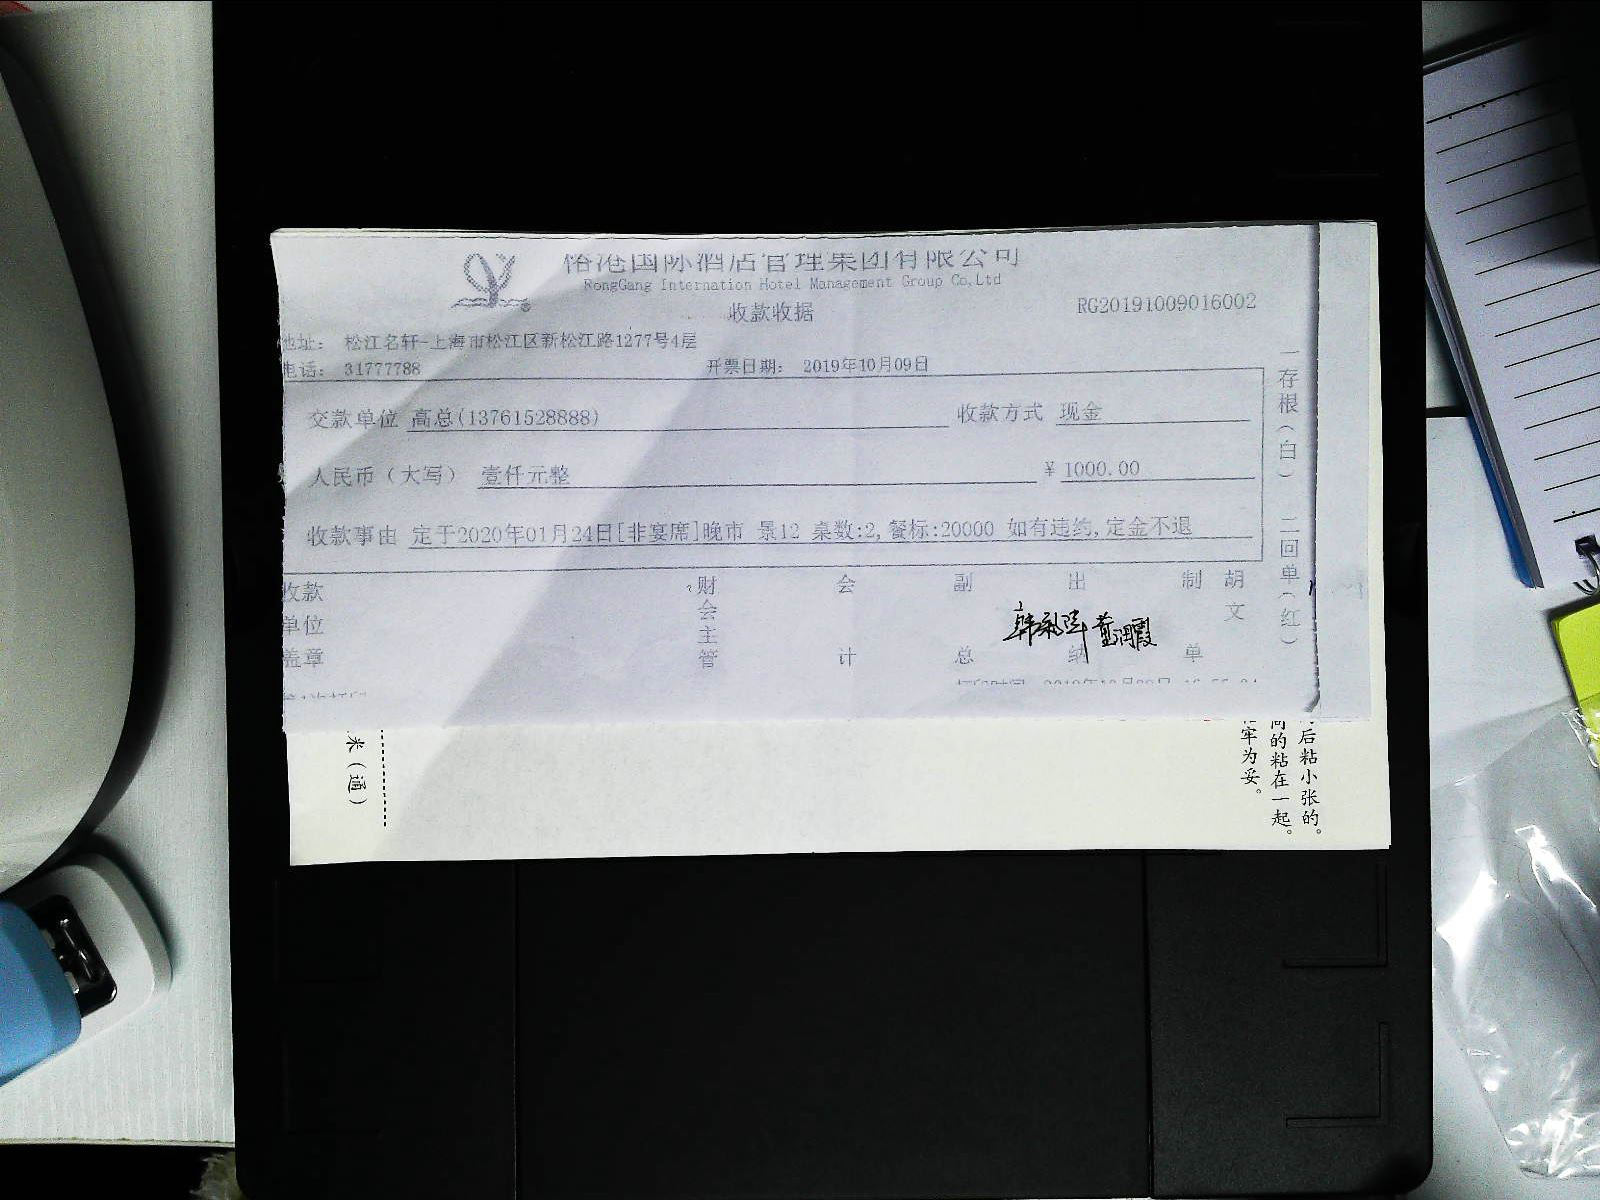 港国际酒店管理集团有限公司
RongGang Internation Hotel Management Group Co.Ltd
收款收据
RG20191009016002
地址： 松江名轩-上海市松江区新松江路1277号4层
电话： 31777788
开票日期： 2019年10月09日
交款单位 高总(13761528888)
收款方式 现金
人民币（大写） 壹仟元整
¥ 1000.00
收款事由 定于2020年01月24日[非宴席]晚市 景12 桌数:2,餐标:20000 如有违约,定金不退
收款单位盖章
财会主管
会计
副总
出纳
制单
胡文
董润霞
一存根（白） 二回单（红）
米（通）
后粘小张的。
的粘在一起。
牢为妥。